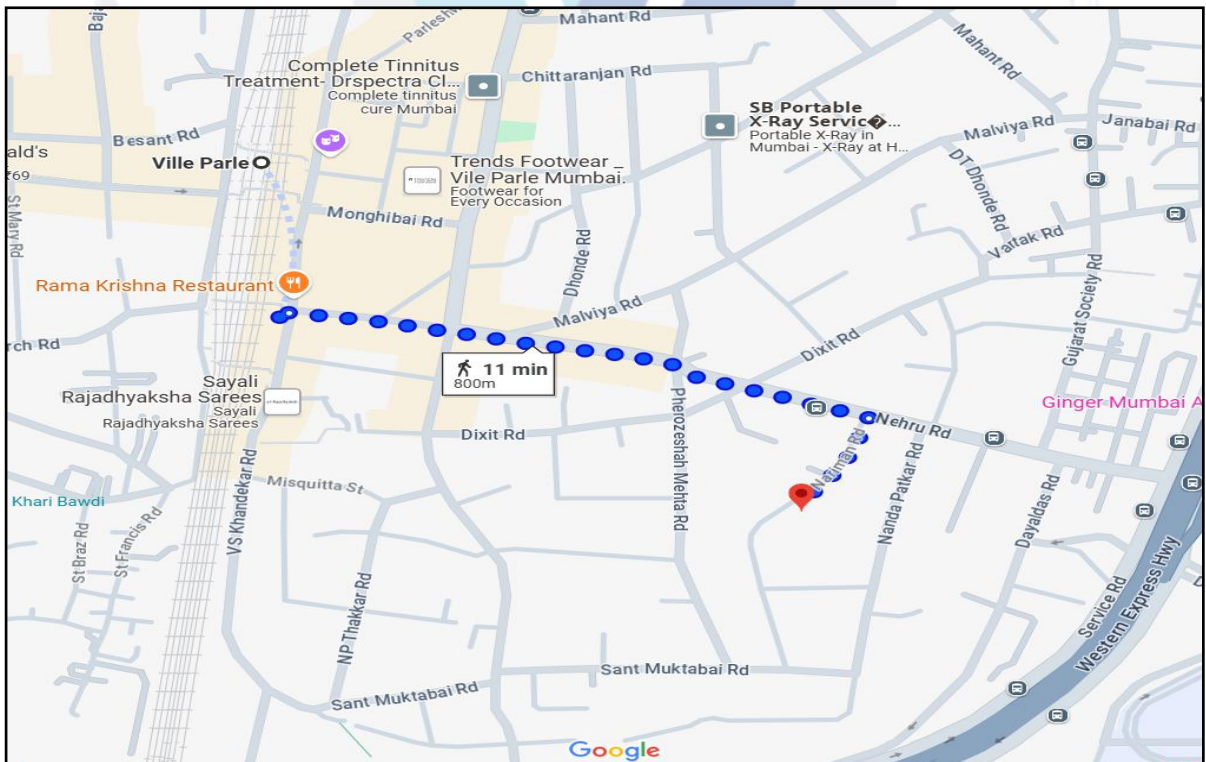 Mahant Rd
Baja
Parleshw
Complete Tinnitus
Treatment- Drspectra Cl...
Complete tinnitus
cure Mumbai
Chittaranjan Rd
Mahant Rd
SB Portable
X-Ray Servic�...
Portable X-Ray in
Mumbai - X-Ray at H...
Malviya Rd
Janabai Rd
Besant Rd
ald's
₹69
Ville Parle
Trends Footwear _
Vile Parle Mumbai.
Footwear for
Every Occasion
DT Dhonde Rd
St Mary Rd
Monghibai Rd
Dhonde Rd
Vattak Rd
Rama Krishna Restaurant
Malviya Rd
Gujarat Society Rd
rch Rd
Dixit Rd
11 min
800m
Sayali
Rajadhyaksha Sarees
Sayali
Rajadhyaksha Sarees
Pherozeshah Mehta Rd
Ginger Mumbai A
Nehru Rd
Dixit Rd
Nariman Rd
Khari Bawdi
Misquitta St
VS Khandekar Rd
Nanda Patkar Rd
Dayaldas Rd
St Braz Rd
St Francis Rd
NP Thakkar Rd
Service Rd
Western Express Hwy
D
Sant Muktabai Rd
Sant Muktabai Rd
Google